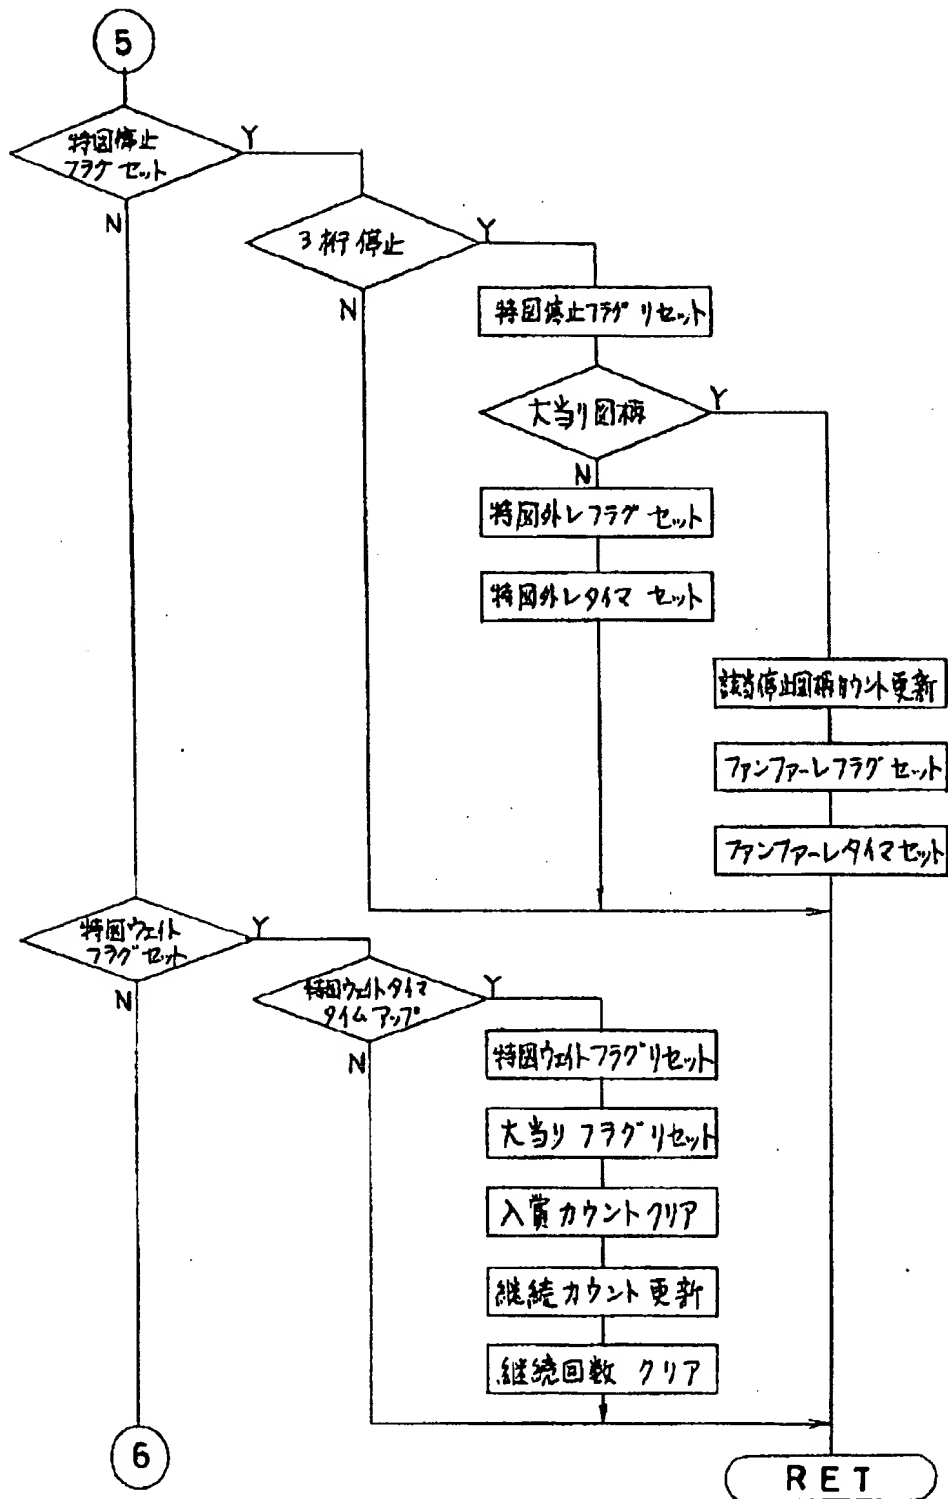 5
特図停止
フラグ セット
Y
N
3桁停止
Y
N
特図停止フラグ リセット
大当り図柄
Y
N
特図外レフラグ セット
特図外レタイマ セット
該当停止図柄カウント更新
ファンファーレフラグセット
ファンファーレタイマセット
特図ウェイト
フラグセット
Y
N
特図ウェイトタイマ
タイムアップ
Y
N
特図ウェイトフラグリセット
大当りフラグリセット
入賞カウントクリア
継続カウント更新
継続回数 クリア
6
RET